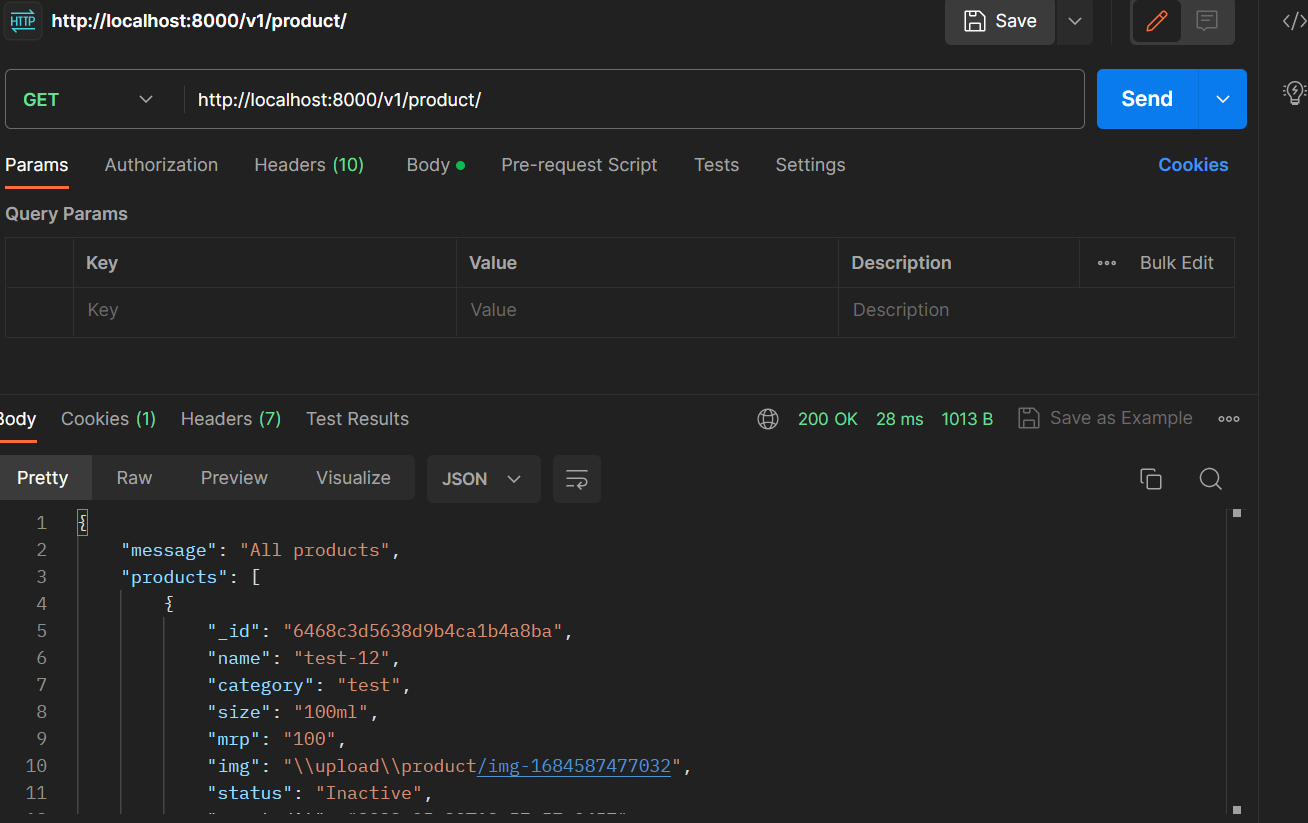 HTTP http://localhost:8000/v1/product/ Save </>
GET http://localhost:8000/v1/product/ Send
Params Authorization Headers (10) Body Pre-request Script Tests Settings Cookies
Query Params
Key Value Description Bulk Edit
Key Value Description
Body Cookies (1) Headers (7) Test Results 200 OK 28 ms 1013 B Save as Example
Pretty Raw Preview Visualize JSON
1 {
2 "message": "All products",
3 "products": [
4 {
5 "_id": "6468c3d5638d9b4ca1b4a8ba",
6 "name": "test-12",
7 "category": "test",
8 "size": "100ml",
9 "mrp": "100",
10 "img": "\\upload\\product/img-1684587477032",
11 "status": "Inactive",